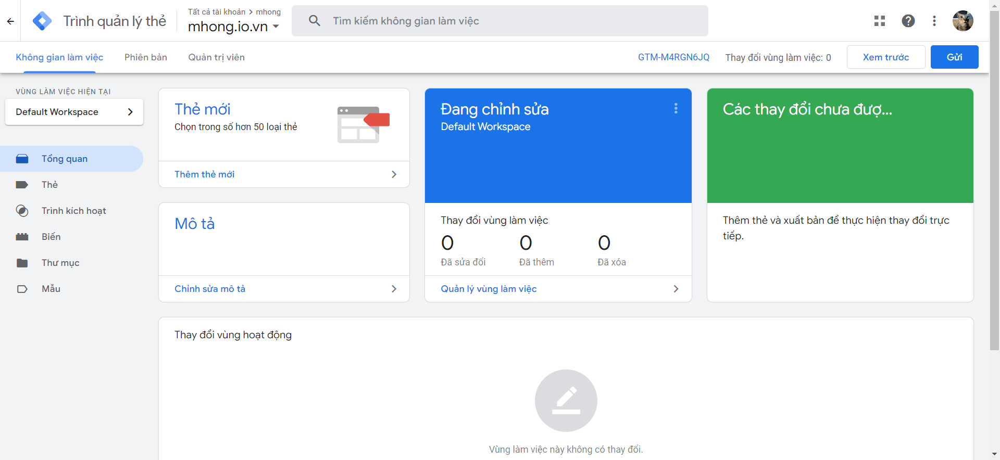 Trình quản lý thẻ
Tất cả tài khoản > mhong
mhong.io.vn
Tìm kiếm không gian làm việc
Không gian làm việc
Phiên bản
Quản trị viên
GTM-M4RGN6JQ
Thay đổi vùng làm việc: 0
Xem trước
Gửi
VÙNG LÀM VIỆC HIỆN TẠI
Default Workspace
Tổng quan
Thẻ
Trình kích hoạt
Biến
Thư mục
Mẫu
Thẻ mới
Chọn trong số hơn 50 loại thẻ
Thêm thẻ mới
Mô tả
Chỉnh sửa mô tả
Đang chỉnh sửa
Default Workspace
Thay đổi vùng làm việc
0 0 0
Đã sửa đổi Đã thêm Đã xóa
Quản lý vùng làm việc
Các thay đổi chưa đượ...
Thêm thẻ và xuất bản để thực hiện thay đổi trực
tiếp.
Thay đổi vùng hoạt động
Vùng làm việc này không có thay đổi.